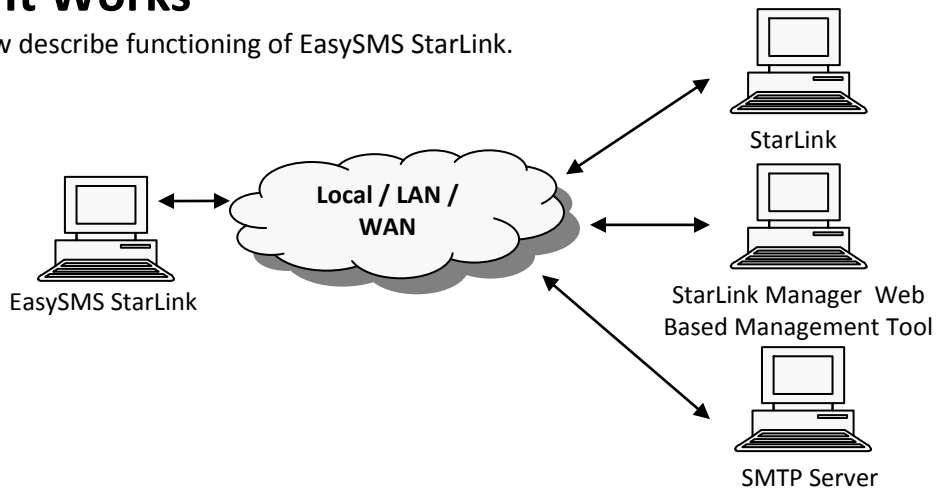 it Works
describe functioning of EasySMS StarLink.
StarLink
Local / LAN /
WAN
EasySMS StarLink
StarLink Manager Web
Based Management Tool
SMTP Server